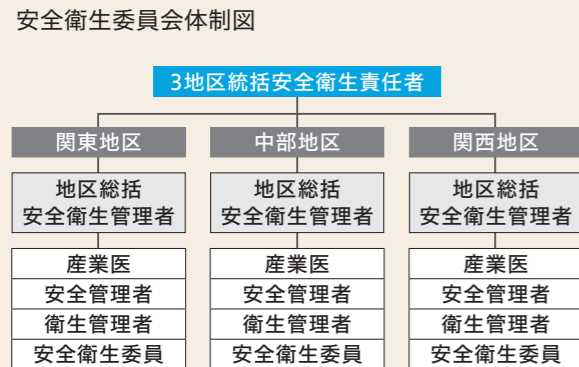 安全衛生委員会体制図
3地区統括安全衛生責任者
関東地区
地区総括
安全衛生管理者
産業医
安全管理者
衛生管理者
安全衛生委員
中部地区
地区総括
安全衛生管理者
産業医
安全管理者
衛生管理者
安全衛生委員
関西地区
地区総括
安全衛生管理者
産業医
安全管理者
衛生管理者
安全衛生委員